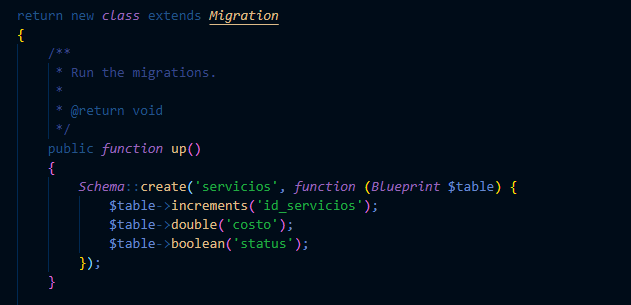 return new class extends Migration
{
    /**
     * Run the migrations.
     *
     * @return void
     */
    public function up()
    {
        Schema::create('servicios', function (Blueprint $table) {
            $table->increments('id_servicios');
            $table->double('costo');
            $table->boolean('status');
        });
    }